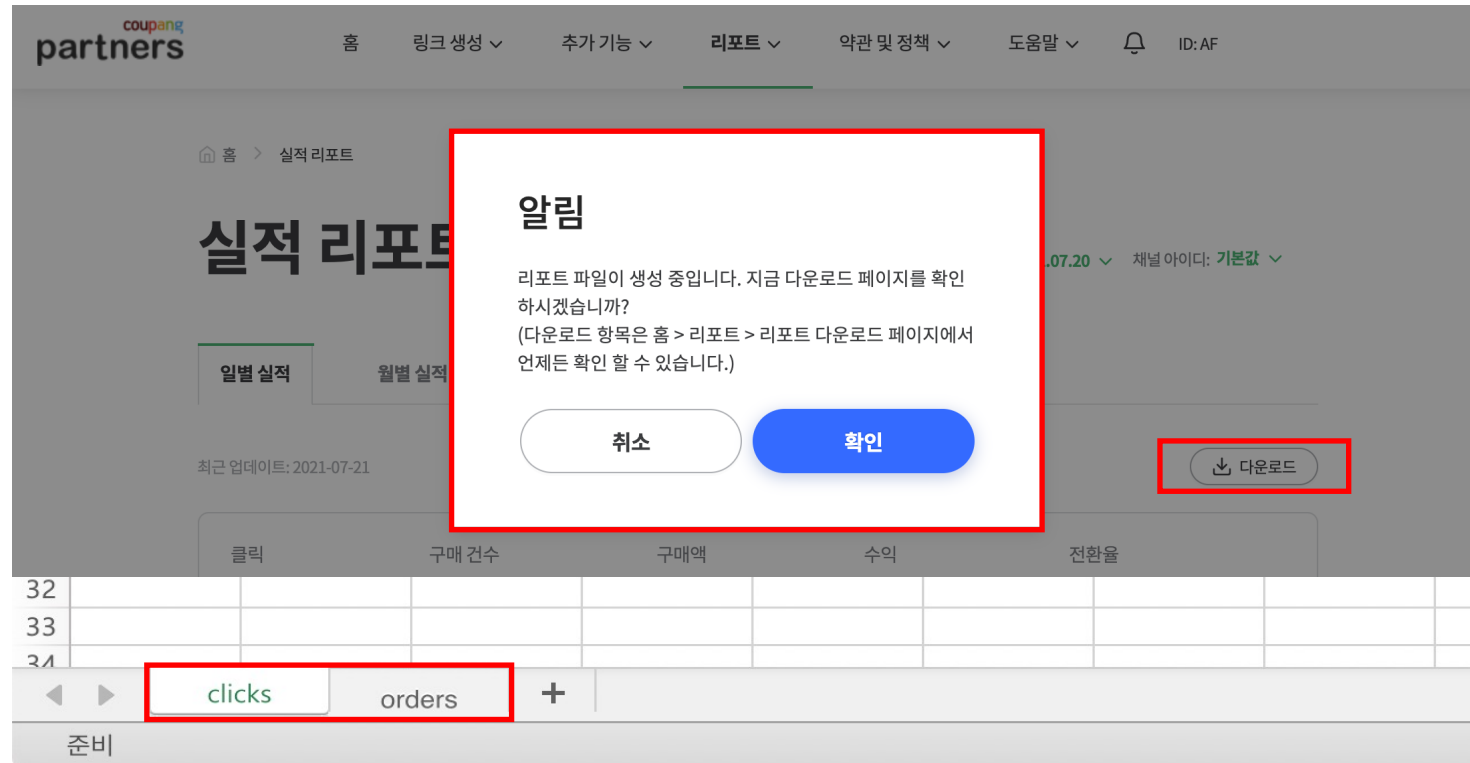 coupang
partners
홈 링크 생성 추가 기능 리포트 약관 및 정책 도움말 ID: AF
홈 > 실적 리포트
실적 리포트
.07.20 채널 아이디: 기본값
알림
리포트 파일이 생성 중입니다. 지금 다운로드 페이지를 확인
하시겠습니까?
(다운로드 항목은 홈 > 리포트 > 리포트 다운로드 페이지에서
언제든 확인 할 수 있습니다.)
취소 확인
일별 실적 월별 실적
최근 업데이트: 2021-07-21 다운로드
클릭 구매 건수 구매액 수익 전환율
32
33
34
clicks orders +
준비